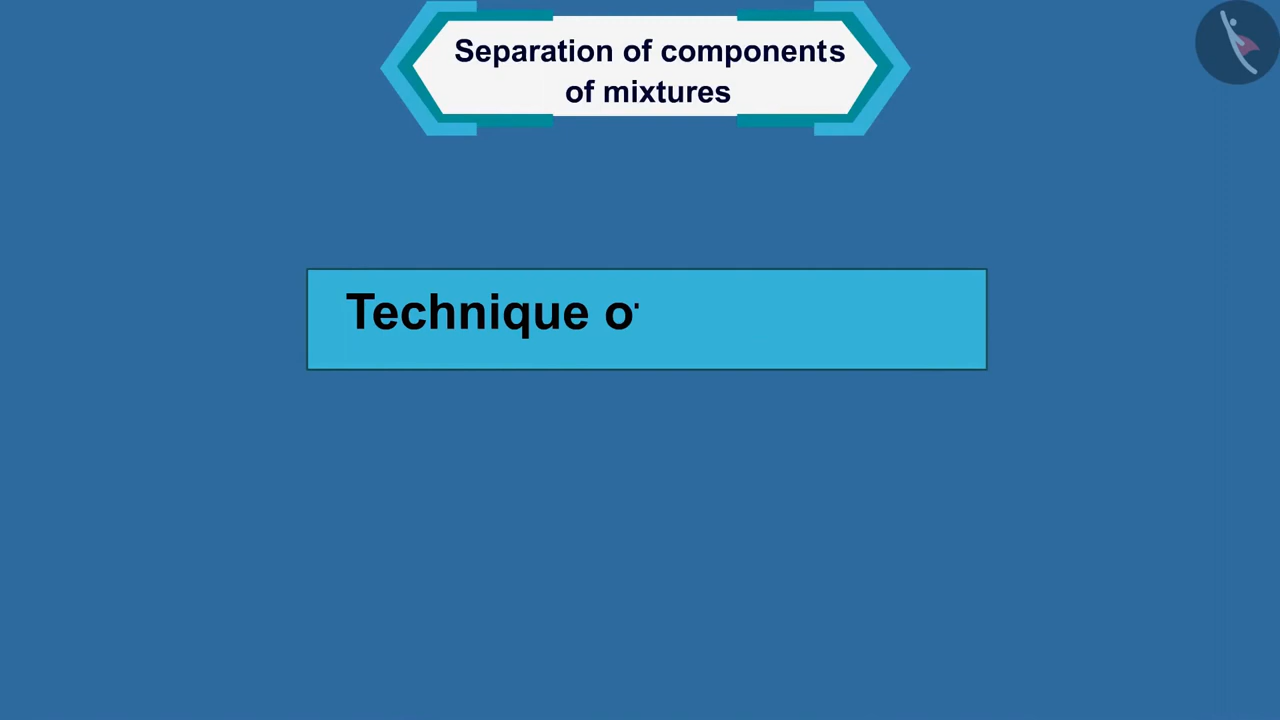 Separation of components
of mixtures
Technique o